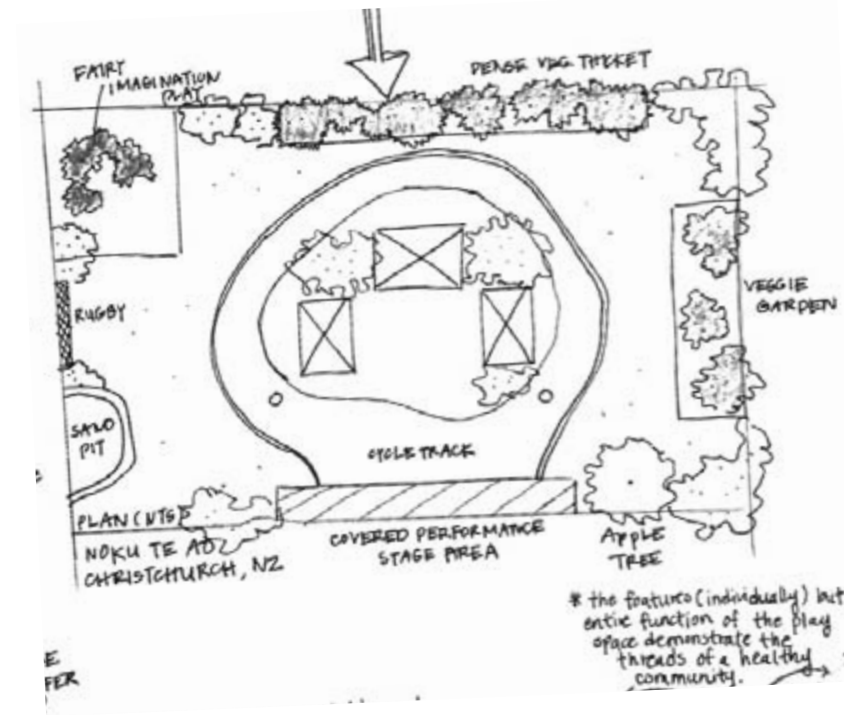 FAIRY
IMAGINATION
PLAY
DENSE VEG THICKET
RUGBY
VEGGIE
GARDEN
SAND
PIT
CYCLE TRACK
PLAN (NTS)
NOKU TE AO
CHRISTCHURCH, NZ
COVERED PERFORMANCE
STAGE AREA
APPLE
TREE
* the features (individually) but
entire function of the play
space demonstrate the
threads of a healthy
community.
E
FER